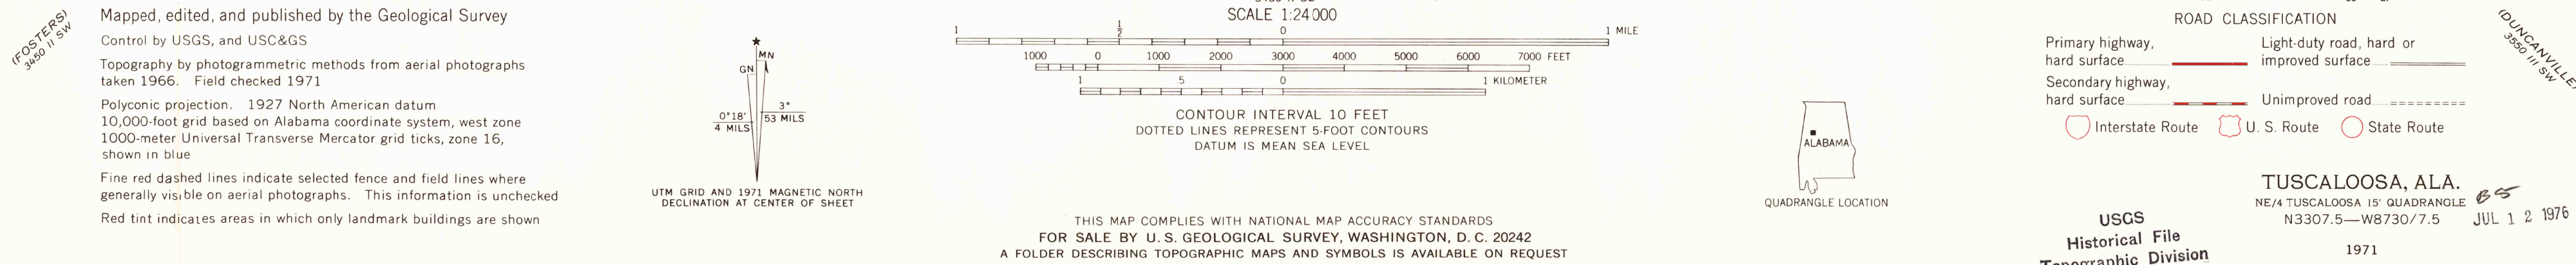 (FOSTERS)
3450 II SW
Mapped, edited, and published by the Geological Survey
Control by USGS, and USC&GS
Topography by photogrammetric methods from aerial photographs
taken 1966. Field checked 1971
Polyconic projection. 1927 North American datum
10,000-foot grid based on Alabama coordinate system, west zone
1000-meter Universal Transverse Mercator grid ticks, zone 16,
shown in blue
Fine red dashed lines indicate selected fence and field lines where
generally visible on aerial photographs. This information is unchecked
Red tint indicates areas in which only landmark buildings are shown
★
MN
GN
0°18′
4 MILS
3°
53 MILS
UTM GRID AND 1971 MAGNETIC NORTH
DECLINATION AT CENTER OF SHEET
SCALE 1:24 000
1 ½ 0 1 MILE
1000 0 1000 2000 3000 4000 5000 6000 7000 FEET
1 .5 0 1 KILOMETER
CONTOUR INTERVAL 10 FEET
DOTTED LINES REPRESENT 5-FOOT CONTOURS
DATUM IS MEAN SEA LEVEL
THIS MAP COMPLIES WITH NATIONAL MAP ACCURACY STANDARDS
FOR SALE BY U. S. GEOLOGICAL SURVEY, WASHINGTON, D. C. 20242
A FOLDER DESCRIBING TOPOGRAPHIC MAPS AND SYMBOLS IS AVAILABLE ON REQUEST
ALABAMA
QUADRANGLE LOCATION
ROAD CLASSIFICATION
Primary highway,
hard surface
Light-duty road, hard or
improved surface
Secondary highway,
hard surface
Unimproved road
Interstate Route U. S. Route State Route
(DUNCANVILLE)
3550 III SW
TUSCALOOSA, ALA.
NE/4 TUSCALOOSA 15′ QUADRANGLE
N3307.5—W8730/7.5
1971
JUL 12 1976
USGS
Historical File
Topographic Division